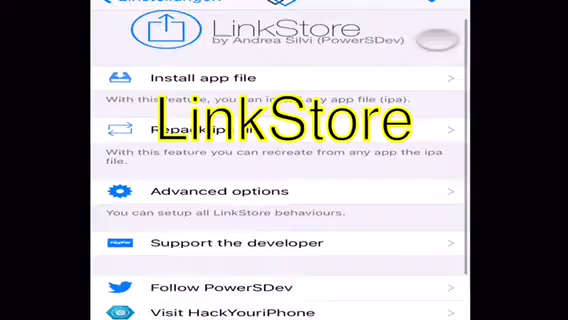 Einstellungen
LinkStore
by Andrea Silvi (PowerSDev)
Install app file
With this feature, you can install any app file (ipa).
LinkStore
Repack ipa
With this feature you can recreate from any app the ipa
file.
Advanced options
You can setup all LinkStore behaviours.
PayPal
Support the developer
Follow PowerSDev
Visit HackYouriPhone